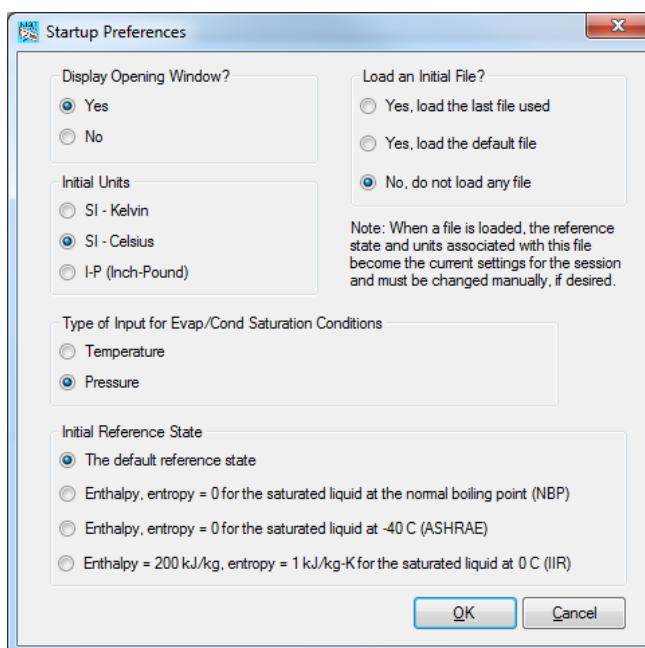 Startup Preferences
Display Opening Window?
Yes
No
Load an Initial File?
Yes, load the last file used
Yes, load the default file
No, do not load any file
Initial Units
SI - Kelvin
SI - Celsius
I-P (Inch-Pound)
Note: When a file is loaded, the reference
state and units associated with this file
become the current settings for the session
and must be changed manually, if desired.
Type of Input for Evap/Cond Saturation Conditions
Temperature
Pressure
Initial Reference State
The default reference state
Enthalpy, entropy = 0 for the saturated liquid at the normal boiling point (NBP)
Enthalpy, entropy = 0 for the saturated liquid at -40 C (ASHRAE)
Enthalpy = 200 kJ/kg, entropy = 1 kJ/kg-K for the saturated liquid at 0 C (IIR)
OK
Cancel